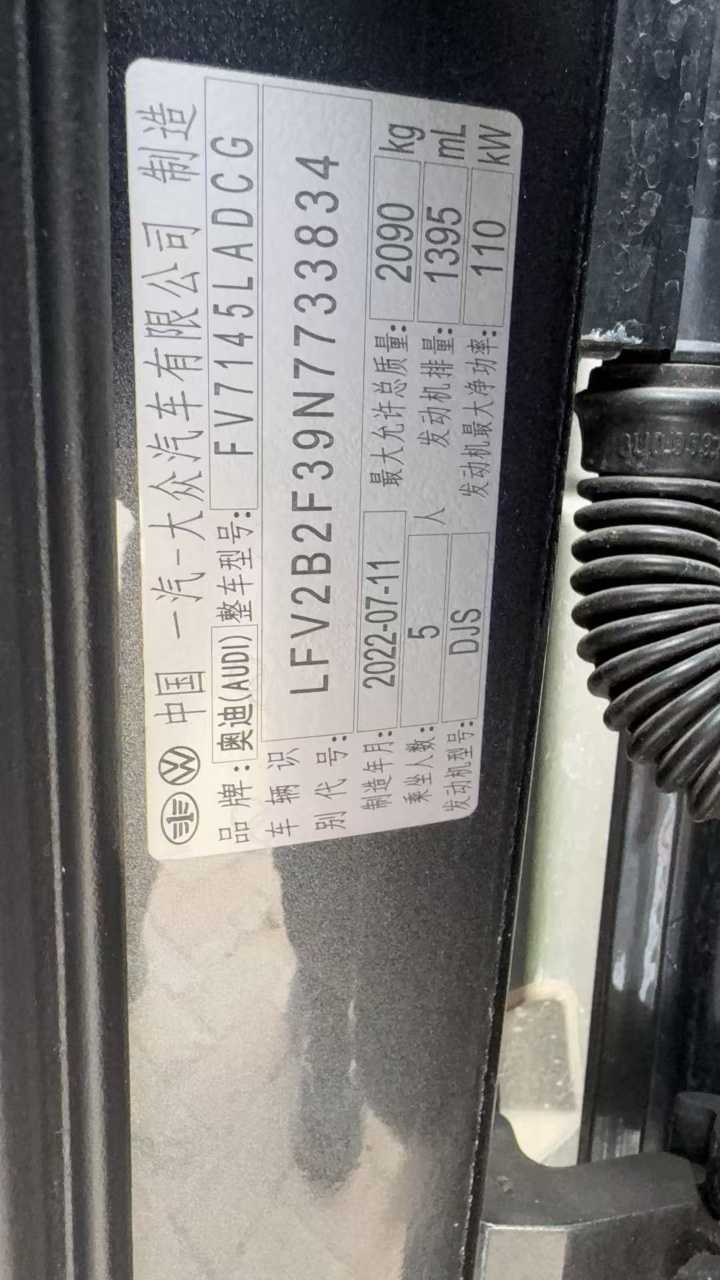 中国 一汽-大众汽车有限公司 制造
品牌:奥迪(AUDI) 整车型号:FV7145LADCG
车辆识别代号:LFV2B2F39N7733834
制造年月:2022-07-11 最大允许总质量:2090 kg
乘坐人数:5 人 发动机排量:1395 mL
发动机型号:DJS 发动机最大净功率:110 kW